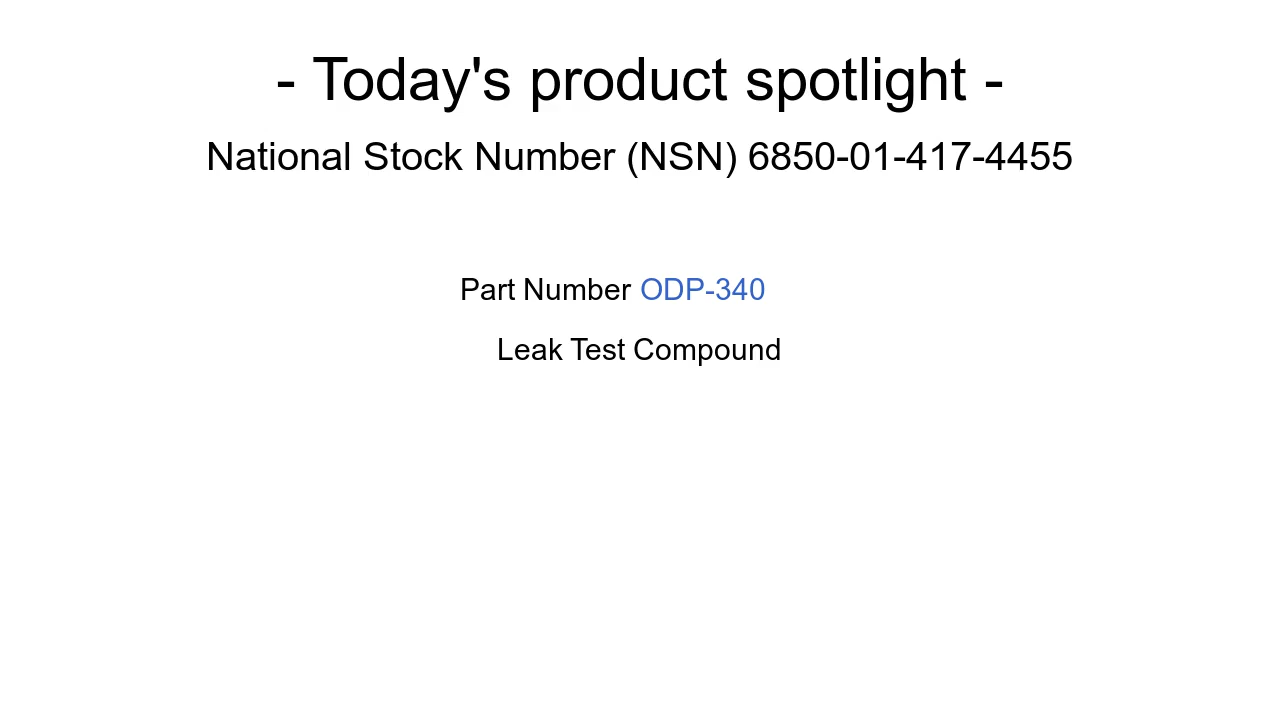 - Today's product spotlight -
National Stock Number (NSN) 6850-01-417-4455
Part Number ODP-340
Leak Test Compound